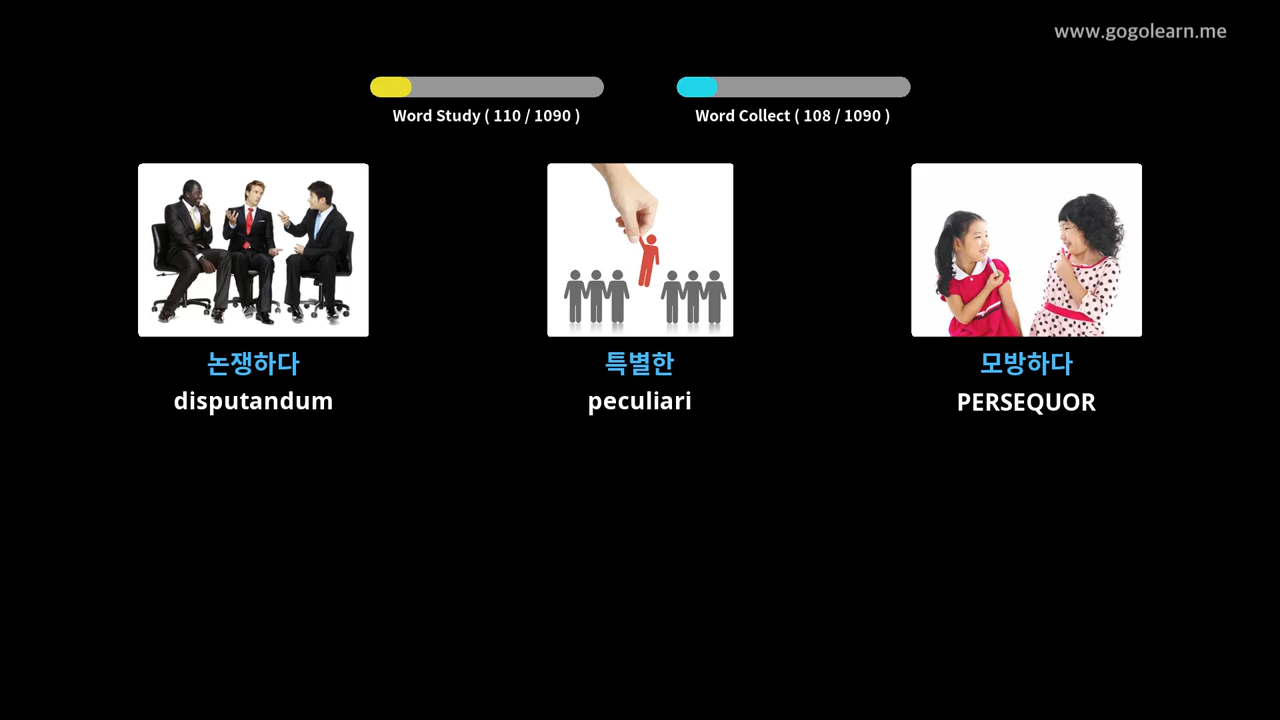 www.gogolearn.me
Word Study ( 110 / 1090 )
Word Collect ( 108 / 1090 )
논쟁하다
특별한
모방하다
disputandum
peculiari
PERSEQUOR